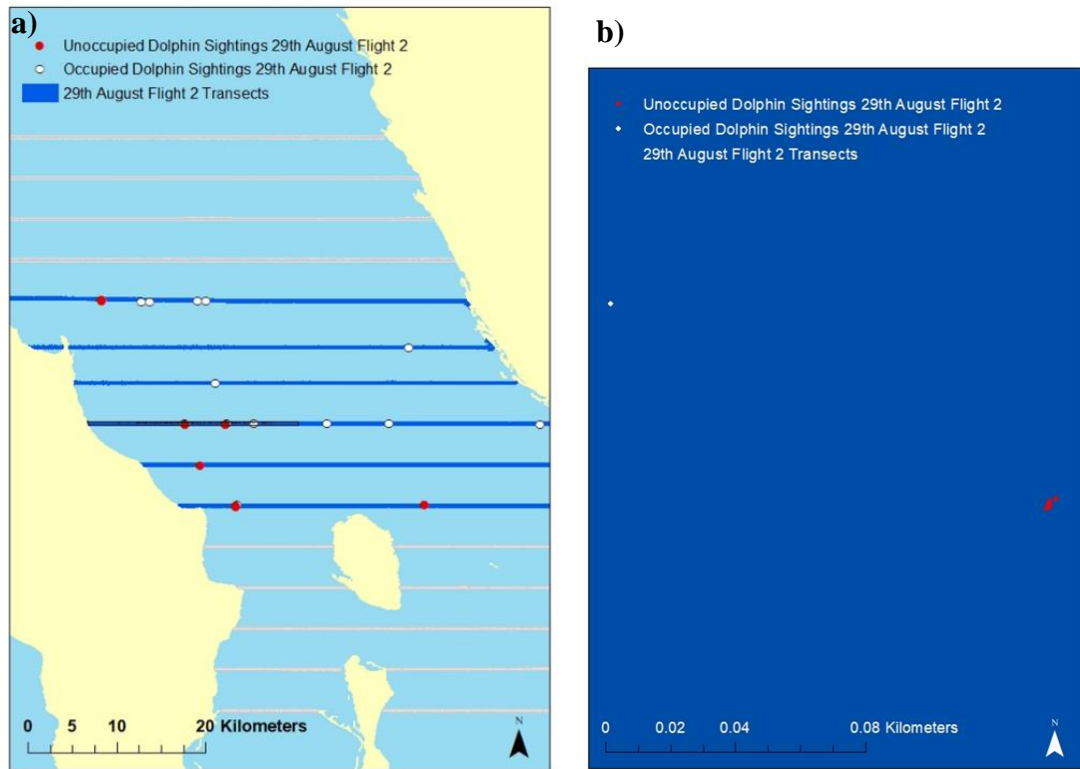 a)
Unoccupied Dolphin Sightings 29th August Flight 2
Occupied Dolphin Sightings 29th August Flight 2
29th August Flight 2 Transects
N
0 5 10 20 Kilometers
b)
Unoccupied Dolphin Sightings 29th August Flight 2
Occupied Dolphin Sightings 29th August Flight 2
29th August Flight 2 Transects
N
0 0.02 0.04 0.08 Kilometers